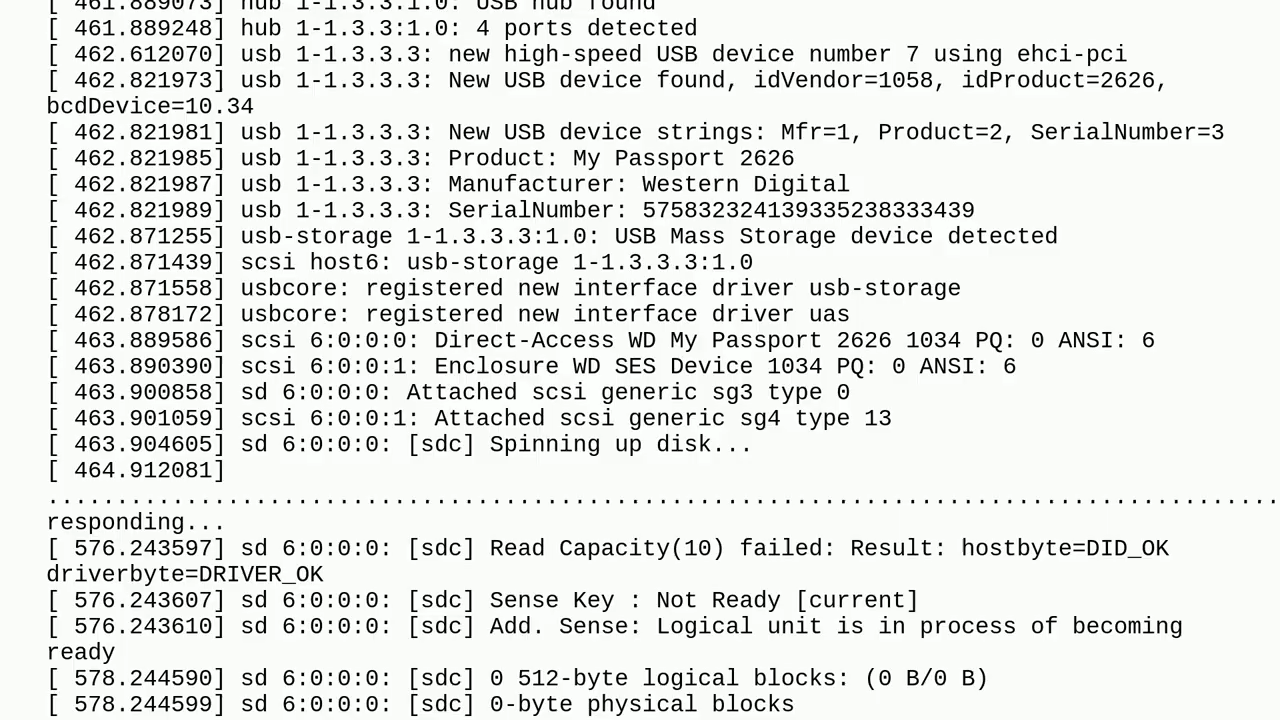 [ 461.889073] hub 1-1.3.3:1.0: USB hub found
[ 461.889248] hub 1-1.3.3:1.0: 4 ports detected
[ 462.612070] usb 1-1.3.3.3: new high-speed USB device number 7 using ehci-pci
[ 462.821973] usb 1-1.3.3.3: New USB device found, idVendor=1058, idProduct=2626,
bcdDevice=10.34
[ 462.821981] usb 1-1.3.3.3: New USB device strings: Mfr=1, Product=2, SerialNumber=3
[ 462.821985] usb 1-1.3.3.3: Product: My Passport 2626
[ 462.821987] usb 1-1.3.3.3: Manufacturer: Western Digital
[ 462.821989] usb 1-1.3.3.3: SerialNumber: 575832324139335238333439
[ 462.871255] usb-storage 1-1.3.3.3:1.0: USB Mass Storage device detected
[ 462.871439] scsi host6: usb-storage 1-1.3.3.3:1.0
[ 462.871558] usbcore: registered new interface driver usb-storage
[ 462.878172] usbcore: registered new interface driver uas
[ 463.889586] scsi 6:0:0:0: Direct-Access WD My Passport 2626 1034 PQ: 0 ANSI: 6
[ 463.890390] scsi 6:0:0:1: Enclosure WD SES Device 1034 PQ: 0 ANSI: 6
[ 463.900858] sd 6:0:0:0: Attached scsi generic sg3 type 0
[ 463.901059] scsi 6:0:0:1: Attached scsi generic sg4 type 13
[ 463.904605] sd 6:0:0:0: [sdc] Spinning up disk...
[ 464.912081]
.........................................................................................
responding...
[ 576.243597] sd 6:0:0:0: [sdc] Read Capacity(10) failed: Result: hostbyte=DID_OK
driverbyte=DRIVER_OK
[ 576.243607] sd 6:0:0:0: [sdc] Sense Key : Not Ready [current]
[ 576.243610] sd 6:0:0:0: [sdc] Add. Sense: Logical unit is in process of becoming
ready
[ 578.244590] sd 6:0:0:0: [sdc] 0 512-byte logical blocks: (0 B/0 B)
[ 578.244599] sd 6:0:0:0: [sdc] 0-byte physical blocks